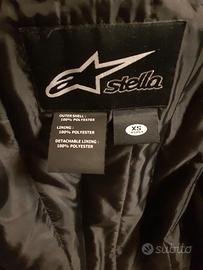 stella
OUTER SHELL :
100% POLYESTER
LINING :
100% POLYESTER
DETACHABLE LINING :
100% POLYESTER
XS
subito